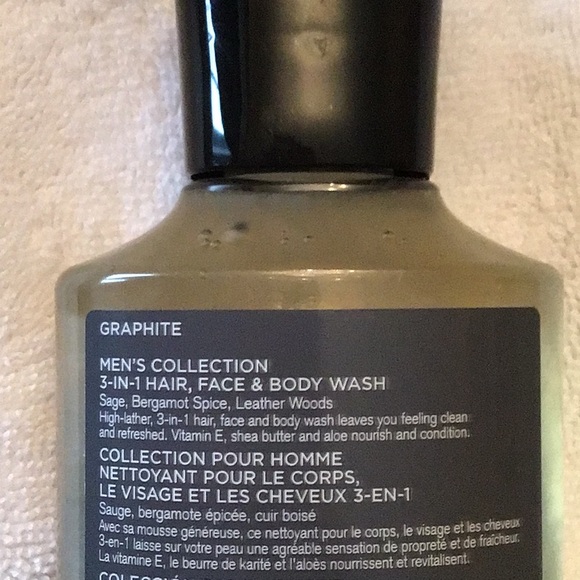 GRAPHITE
MEN'S COLLECTION
3-IN-1 HAIR, FACE & BODY WASH
Sage, Bergamot Spice, Leather Woods
High-lather, 3-in-1 hair, face and body wash leaves you feeling clean
and refreshed. Vitamin E, shea butter and aloe nourish and condition.
COLLECTION POUR HOMME
NETTOYANT POUR LE CORPS,
LE VISAGE ET LES CHEVEUX 3-EN-1
Sauge, bergamote épicée, cuir boisé
Avec sa mousse généreuse, ce nettoyant pour le corps, le visage et les cheveux
3-en-1 laisse sur votre peau une agréable sensation de propreté et de fraîcheur.
La vitamine E, le beurre de karité et l'aloès nourrissent et revitalisent.